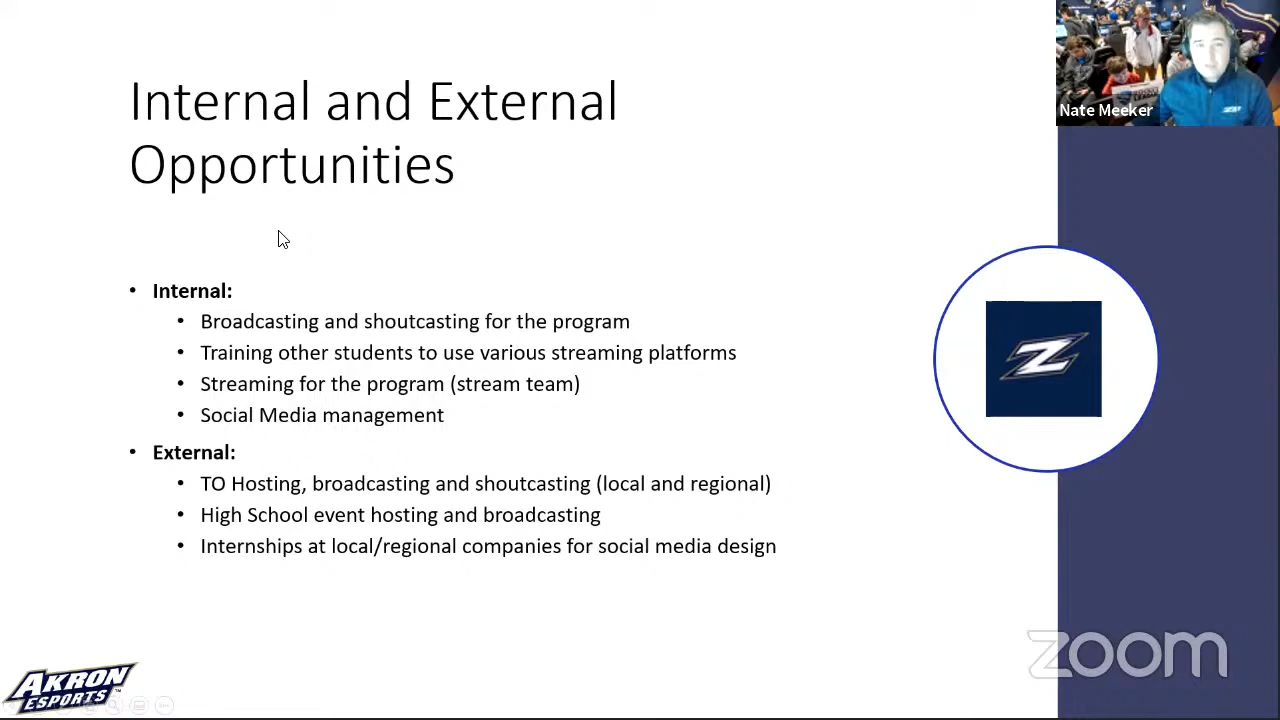 Internal and External
Opportunities
Nate Meeker
• Internal:
• Broadcasting and shoutcasting for the program
• Training other students to use various streaming platforms
• Streaming for the program (stream team)
• Social Media management
• External:
• TO Hosting, broadcasting and shoutcasting (local and regional)
• High School event hosting and broadcasting
• Internships at local/regional companies for social media design
Z
AKRON
ESPORTS™
zoom